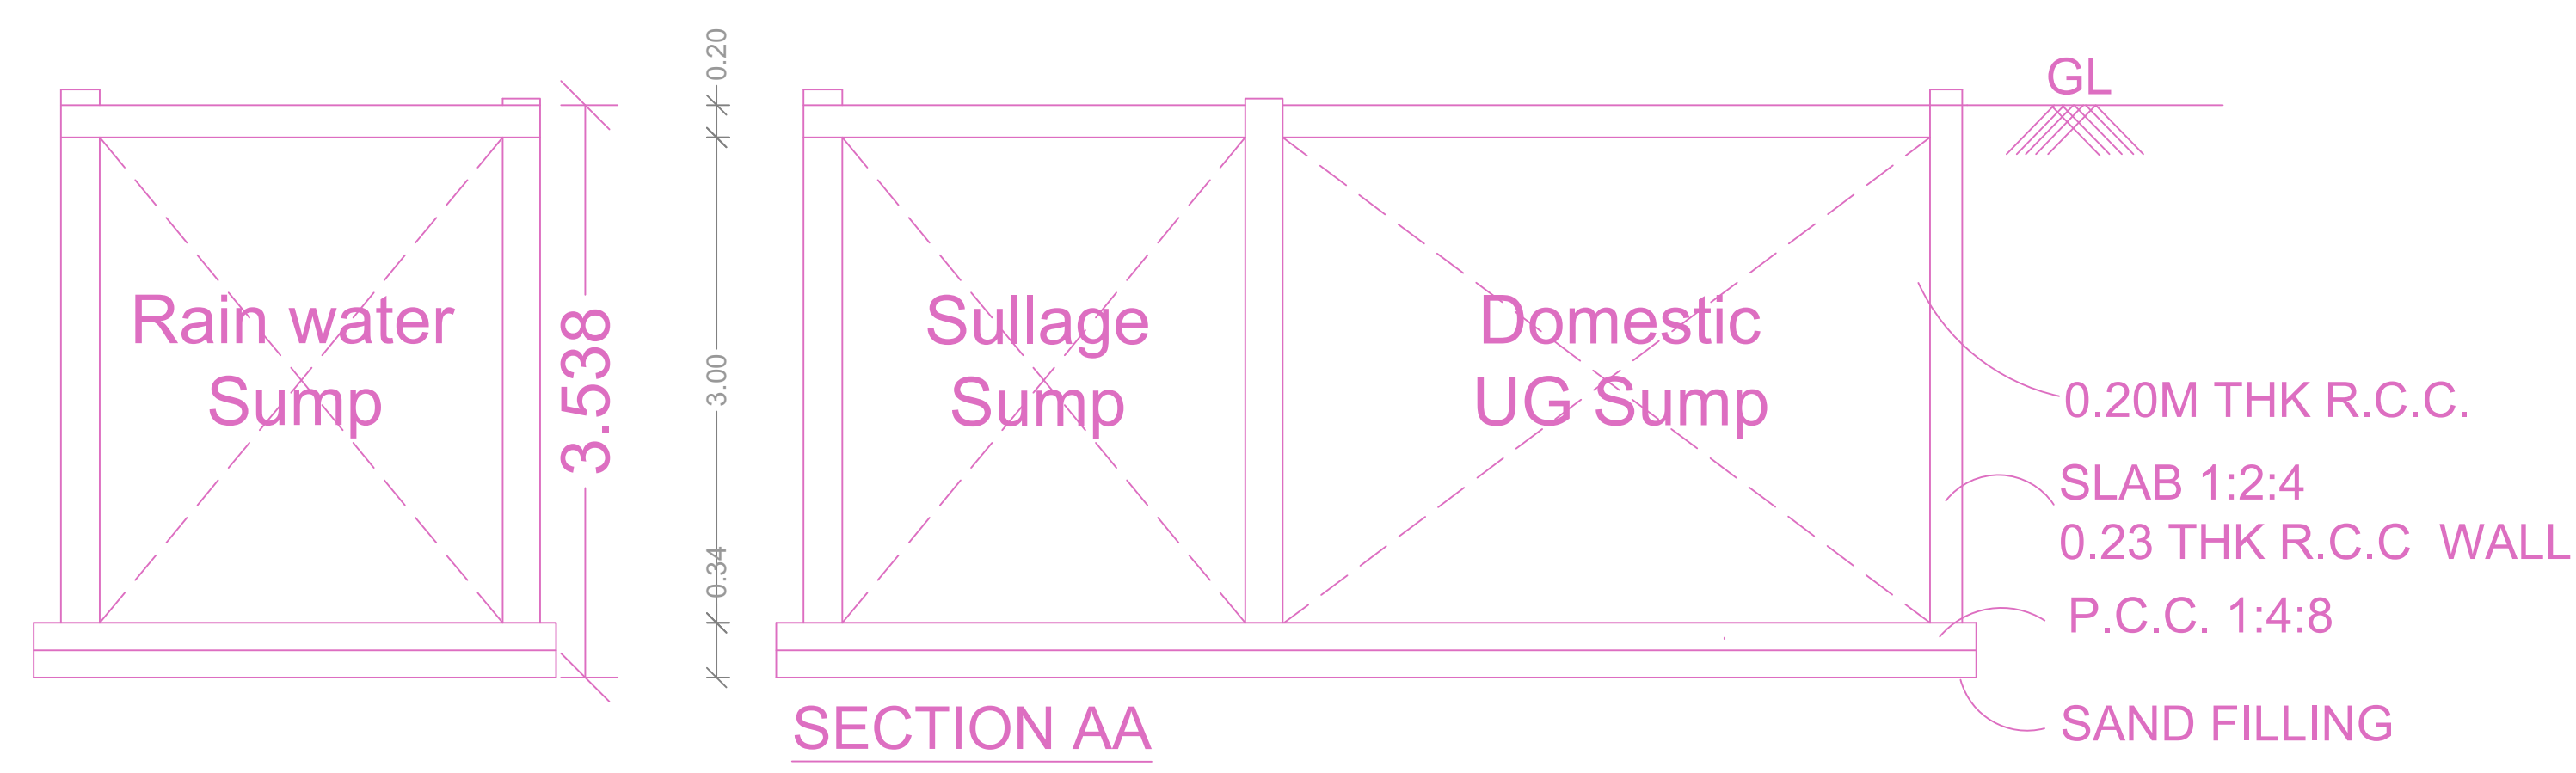 Rain water
Sump
3.538
0.20
3.00
0.34
Sullage
Sump
Domestic
UG Sump
GL
0.20M THK R.C.C.
SLAB 1:2:4
0.23 THK R.C.C WALL
P.C.C. 1:4:8
SAND FILLING
SECTION AA